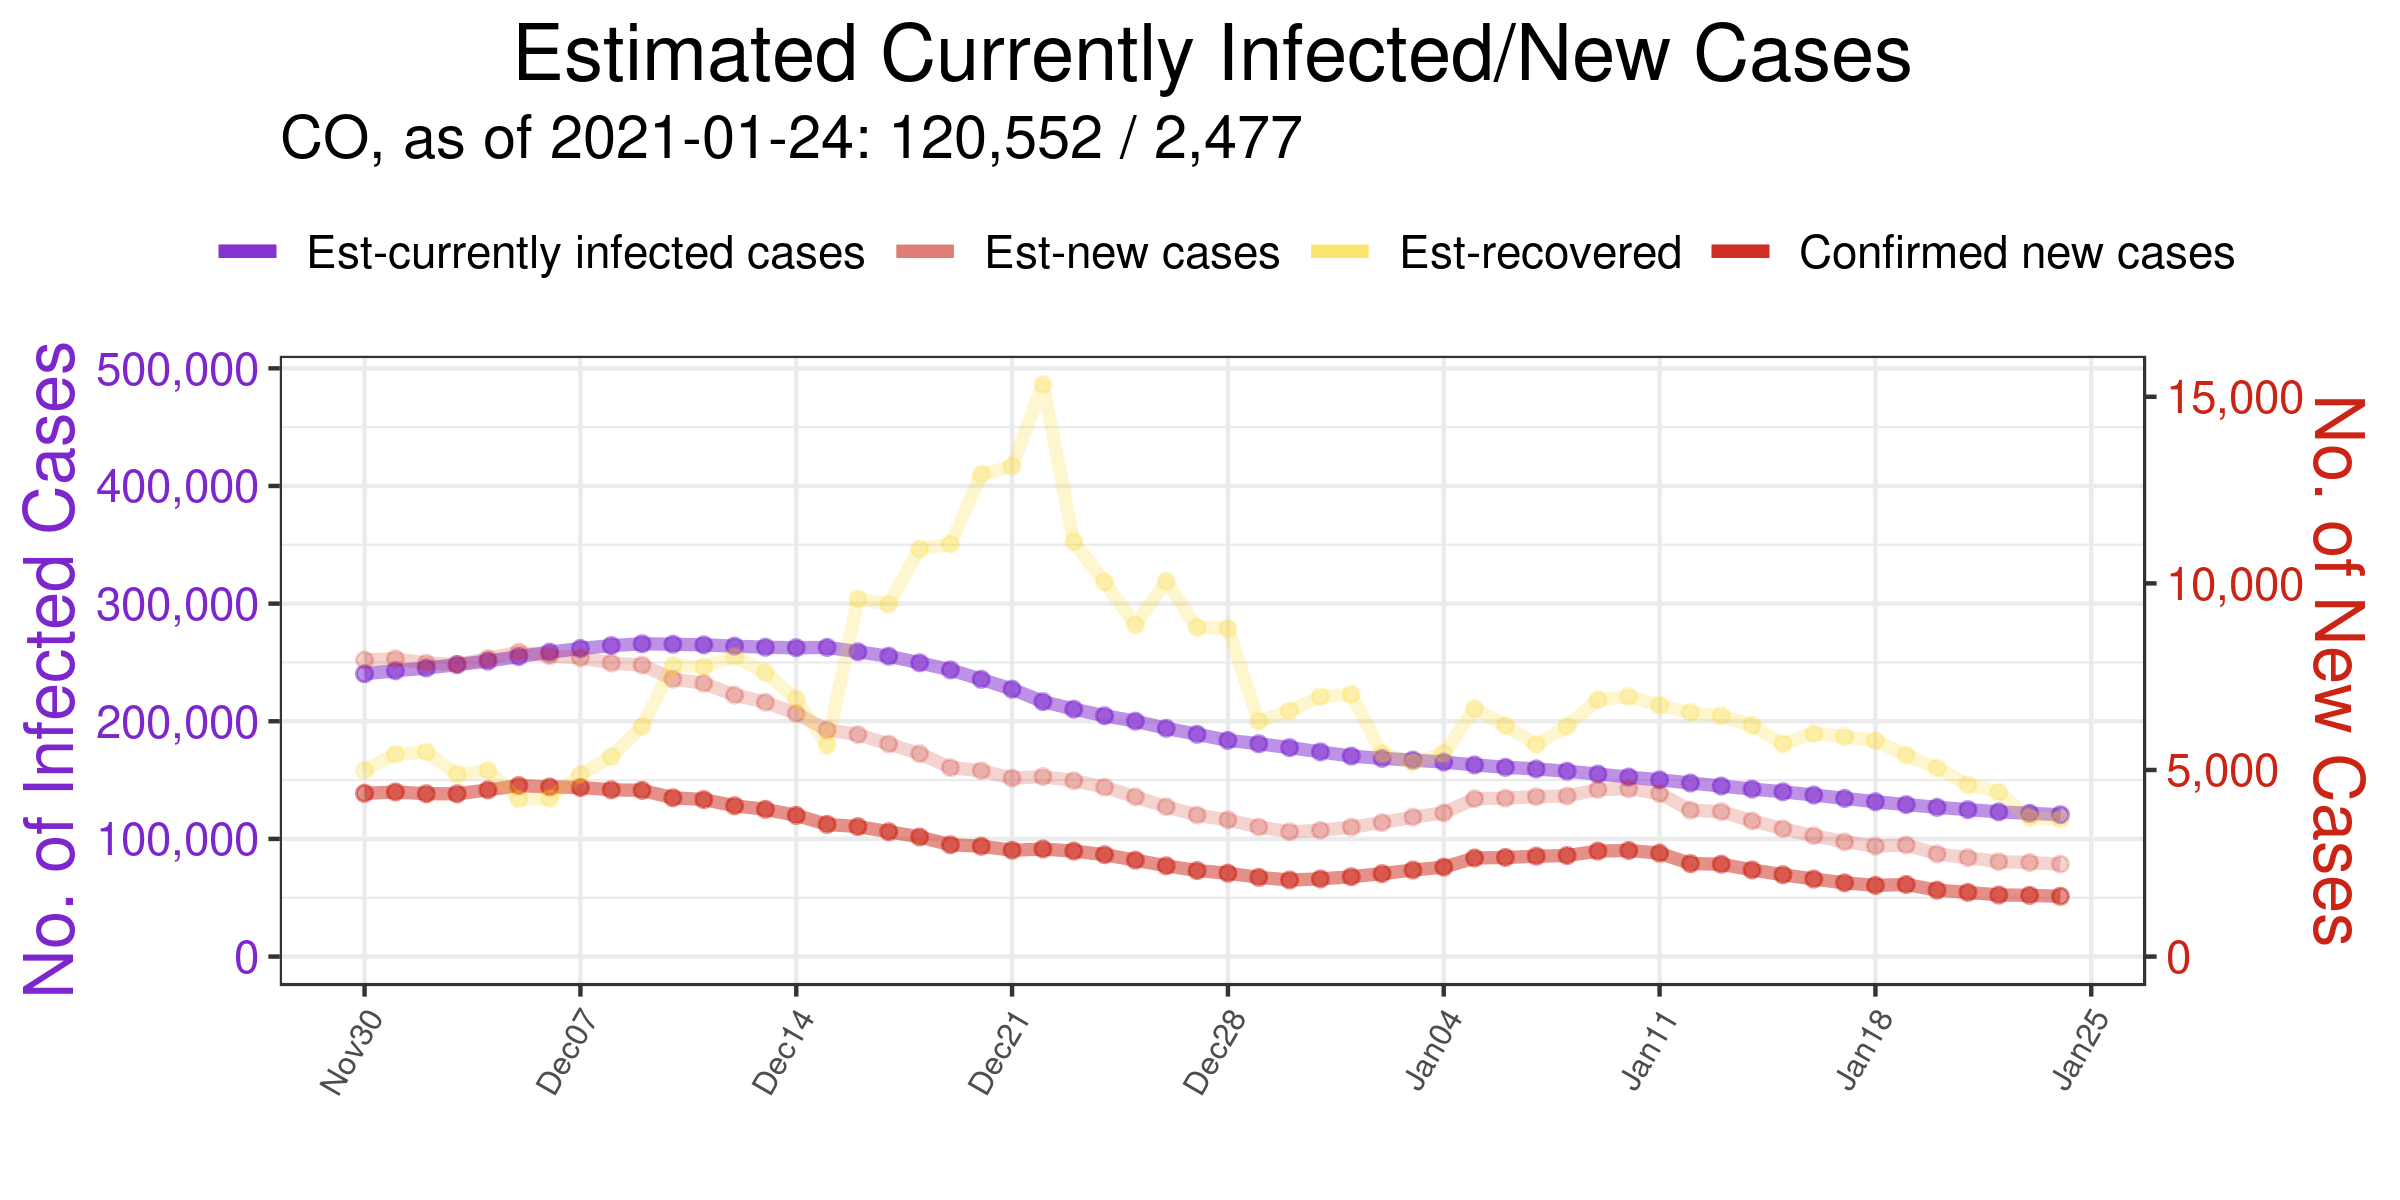 Estimated Currently Infected/New Cases
CO, as of 2021-01-24: 120,552 / 2,477
Est-currently infected cases Est-new cases Est-recovered Confirmed new cases
No. of Infected Cases
500,000
400,000
300,000
200,000
100,000
0
15,000
10,000
5,000
0
No. of New Cases
Nov30 Dec07 Dec14 Dec21 Dec28 Jan04 Jan11 Jan18 Jan25